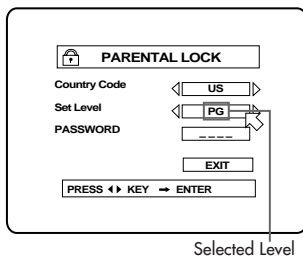 PARENTAL LOCK
Country Code US
Set Level PG
PASSWORD _ _ _ _
EXIT
PRESS ◀ ▶ KEY → ENTER
Selected Level